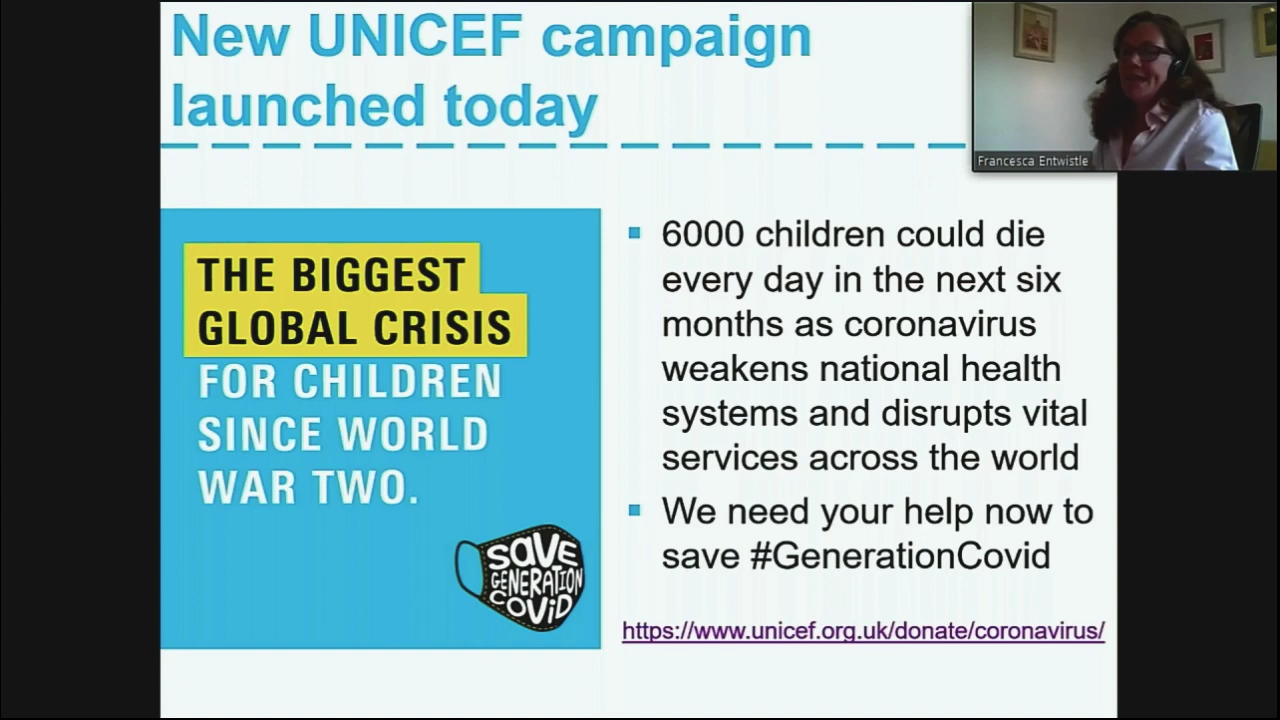 New UNICEF campaign
launched today
Francesca Entwistle
THE BIGGEST
GLOBAL CRISIS
FOR CHILDREN
SINCE WORLD
WAR TWO.
SAVE
GENERATION
COVID
6000 children could die
every day in the next six
months as coronavirus
weakens national health
systems and disrupts vital
services across the world
We need your help now to
save #GenerationCovid
https://www.unicef.org.uk/donate/coronavirus/